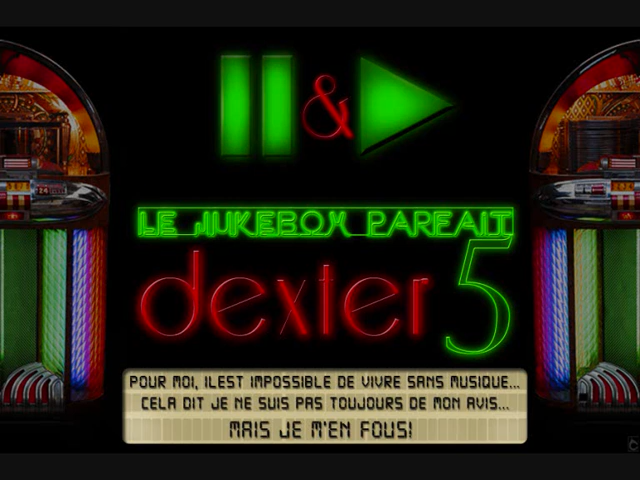 &
LE JUKEBOX PARFAIT
dexter 5
POUR MOI, ILEST IMPOSSIBLE DE VIVRE SANS MUSIQUE...
CELA DIT JE NE SUIS PAS TOUJOURS DE MON AVIS...
MAIS JE M'EN FOUS!